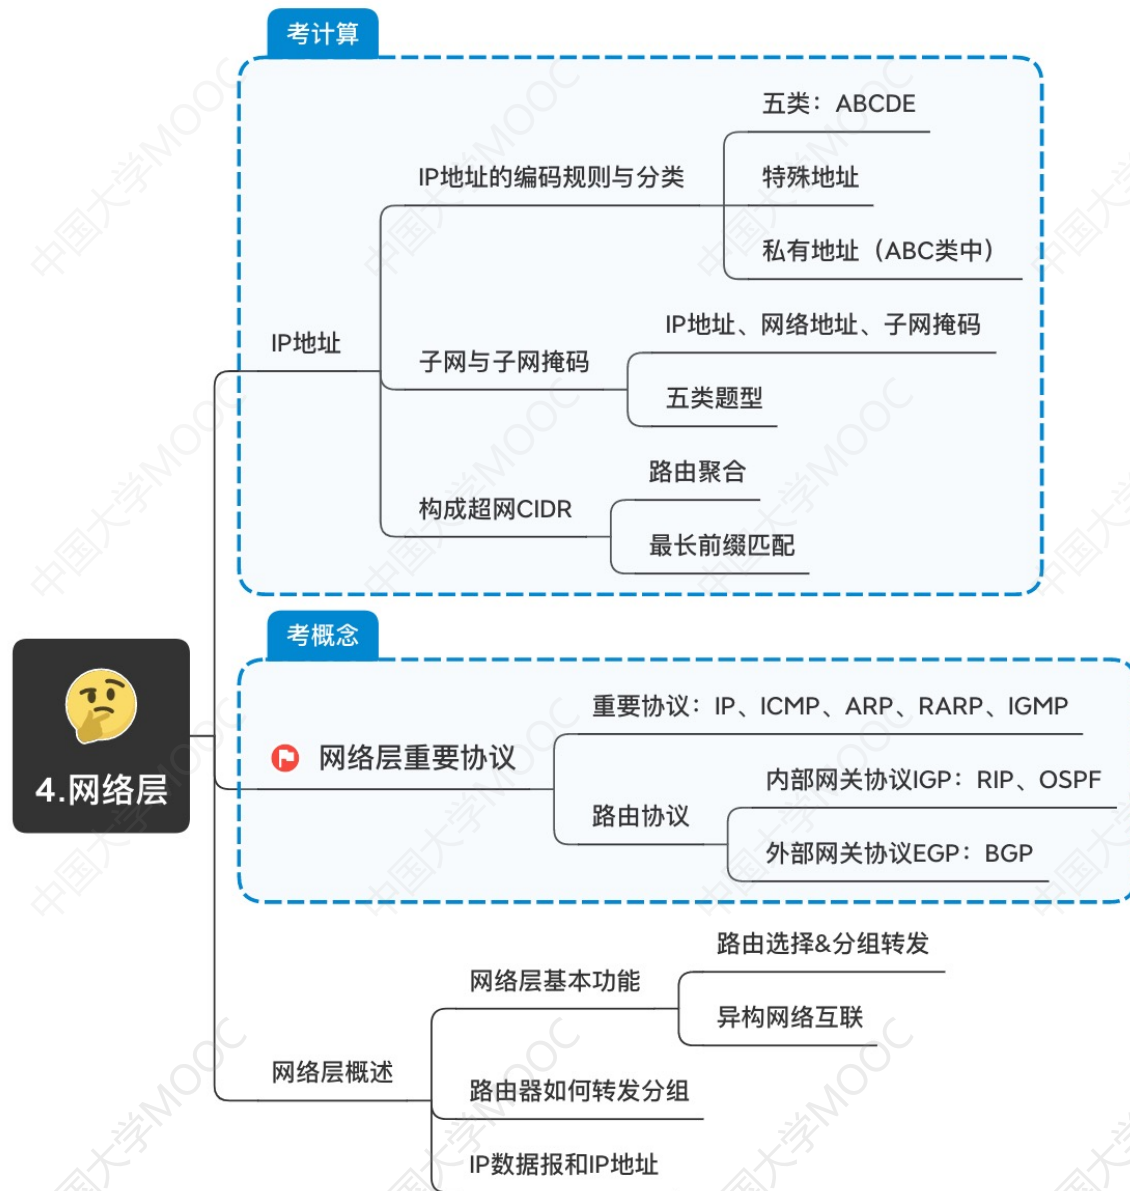 考计算
五类：ABCDE
IP地址的编码规则与分类
特殊地址
私有地址（ABC类中）
IP地址
IP地址、网络地址、子网掩码
子网与子网掩码
五类题型
路由聚合
构成超网CIDR
最长前缀匹配
考概念
重要协议：IP、ICMP、ARP、RARP、IGMP
网络层重要协议
4.网络层
内部网关协议IGP：RIP、OSPF
路由协议
外部网关协议EGP：BGP
路由选择&分组转发
网络层基本功能
异构网络互联
网络层概述
路由器如何转发分组
IP数据报和IP地址
中国大学MOOC